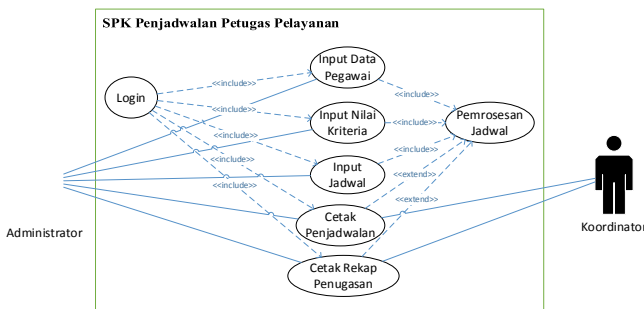 SPK Penjadwalan Petugas Pelayanan
Input Data
Pegawai
<<include>>
Login
<<include>>
<<include>>
Input Nilai
Kriteria
<<include>>
Pemrosesan
Jadwal
<<include>>
<<include>>
Input
Jadwal
<<extend>>
<<include>>
<<extend>>
Cetak
Penjadwalan
Administrator
Koordinator
Cetak Rekap
Penugasan